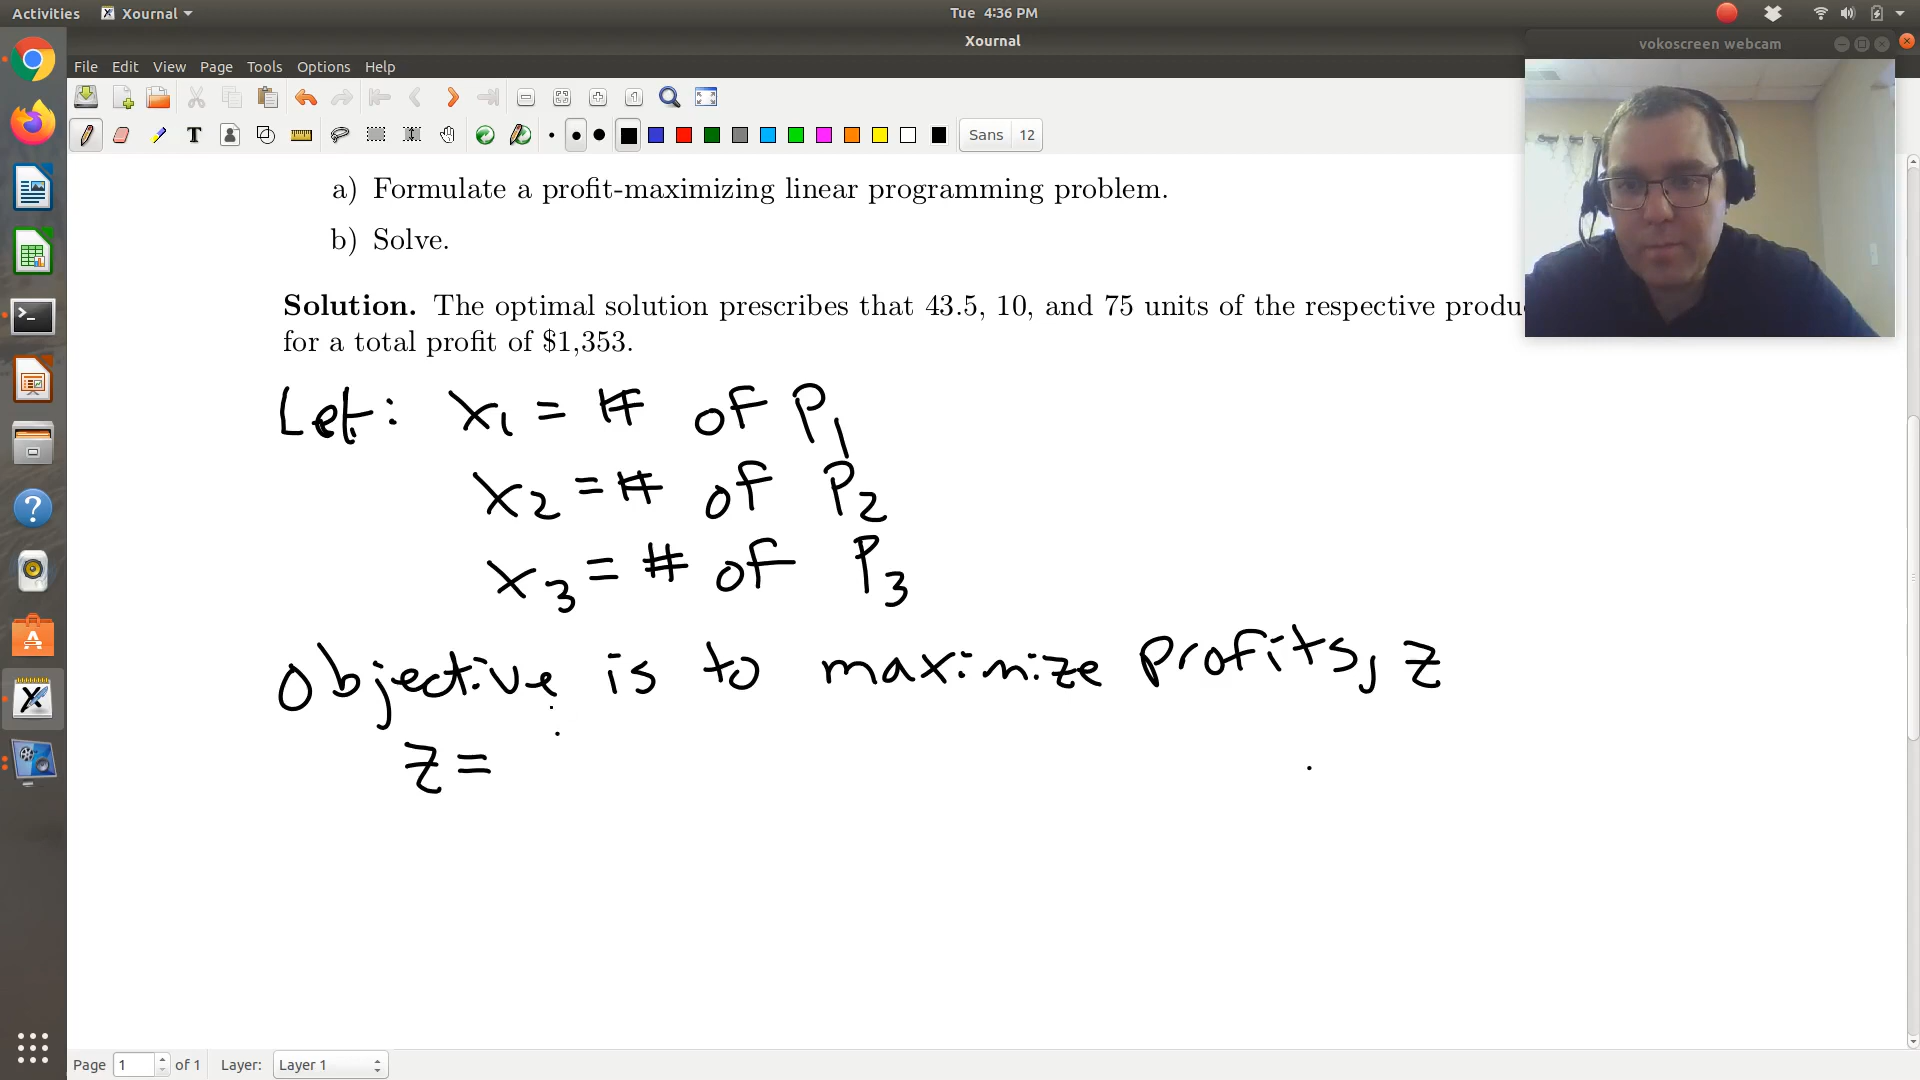 Activities Xournal Tue 4:36 PM
Xournal
vokoscreen webcam
File Edit View Page Tools Options Help
T Sans 12
a) Formulate a profit-maximizing linear programming problem.
b) Solve.
Solution. The optimal solution prescribes that 43.5, 10, and 75 units of the respective produ
for a total profit of $1,353.
Let: x1 = # of P1
x2 = # of P2
x3 = # of P3
Objective is to maximize profits, z
z =
Page 1 of 1 Layer: Layer 1